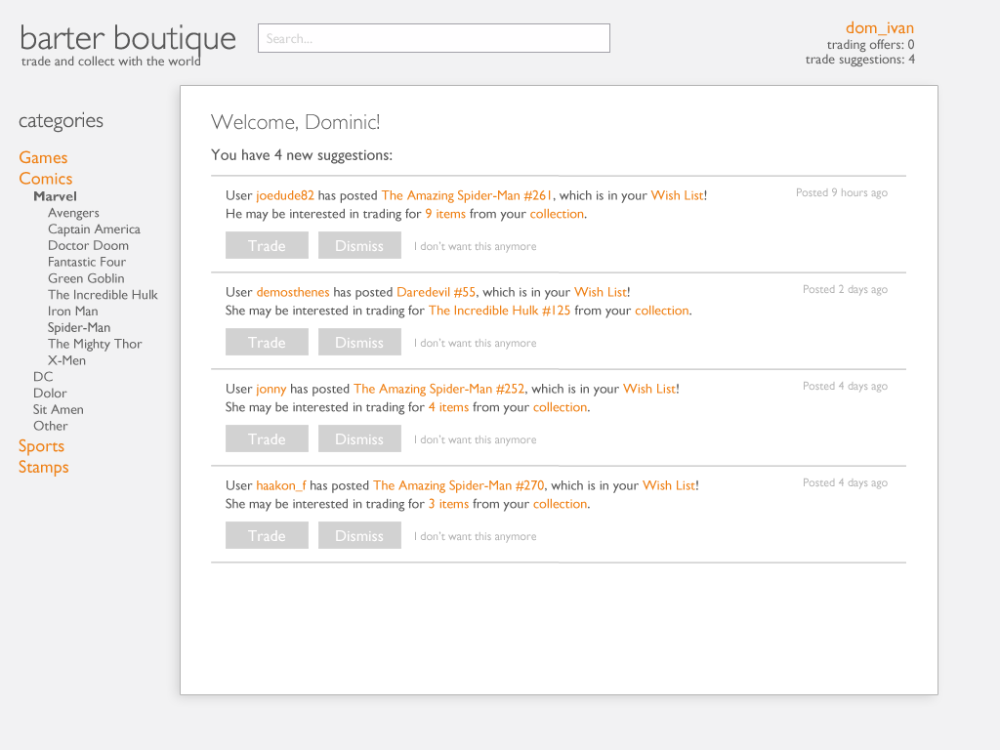 barter boutique
trade and collect with the world
Search...
dom_ivan
trading offers: 0
trade suggestions: 4
categories
Games
Comics
Marvel
Avengers
Captain America
Doctor Doom
Fantastic Four
Green Goblin
The Incredible Hulk
Iron Man
Spider-Man
The Mighty Thor
X-Men
DC
Dolor
Sit Amen
Other
Sports
Stamps
Welcome, Dominic!
You have 4 new suggestions:
User joedude82 has posted The Amazing Spider-Man #261, which is in your Wish List!
Posted 9 hours ago
He may be interested in trading for 9 items from your collection.
Trade Dismiss I don't want this anymore
User demosthenes has posted Daredevil #55, which is in your Wish List!
Posted 2 days ago
She may be interested in trading for The Incredible Hulk #125 from your collection.
Trade Dismiss I don't want this anymore
User jonny has posted The Amazing Spider-Man #252, which is in your Wish List!
Posted 4 days ago
She may be interested in trading for 4 items from your collection.
Trade Dismiss I don't want this anymore
User haakon_f has posted The Amazing Spider-Man #270, which is in your Wish List!
Posted 4 days ago
She may be interested in trading for 3 items from your collection.
Trade Dismiss I don't want this anymore